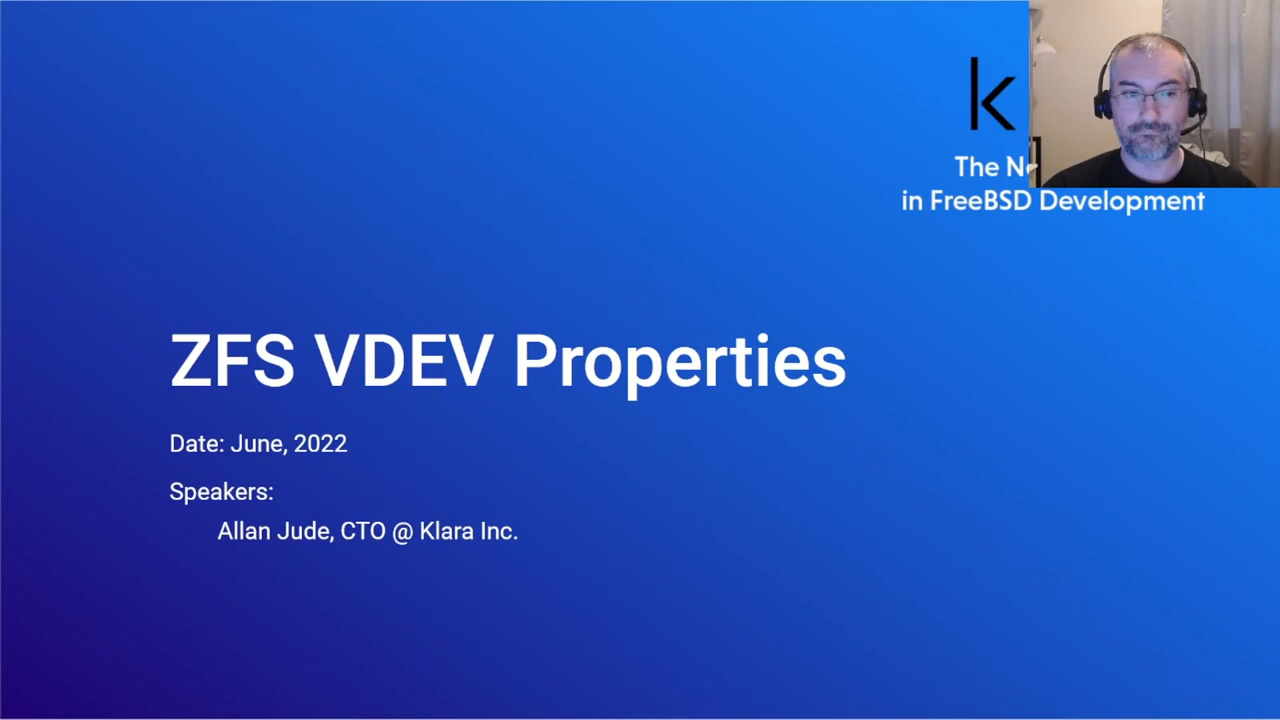 k
The
in FreeBSD Development
ZFS VDEV Properties
Date: June, 2022
Speakers:
Allan Jude, CTO @ Klara Inc.